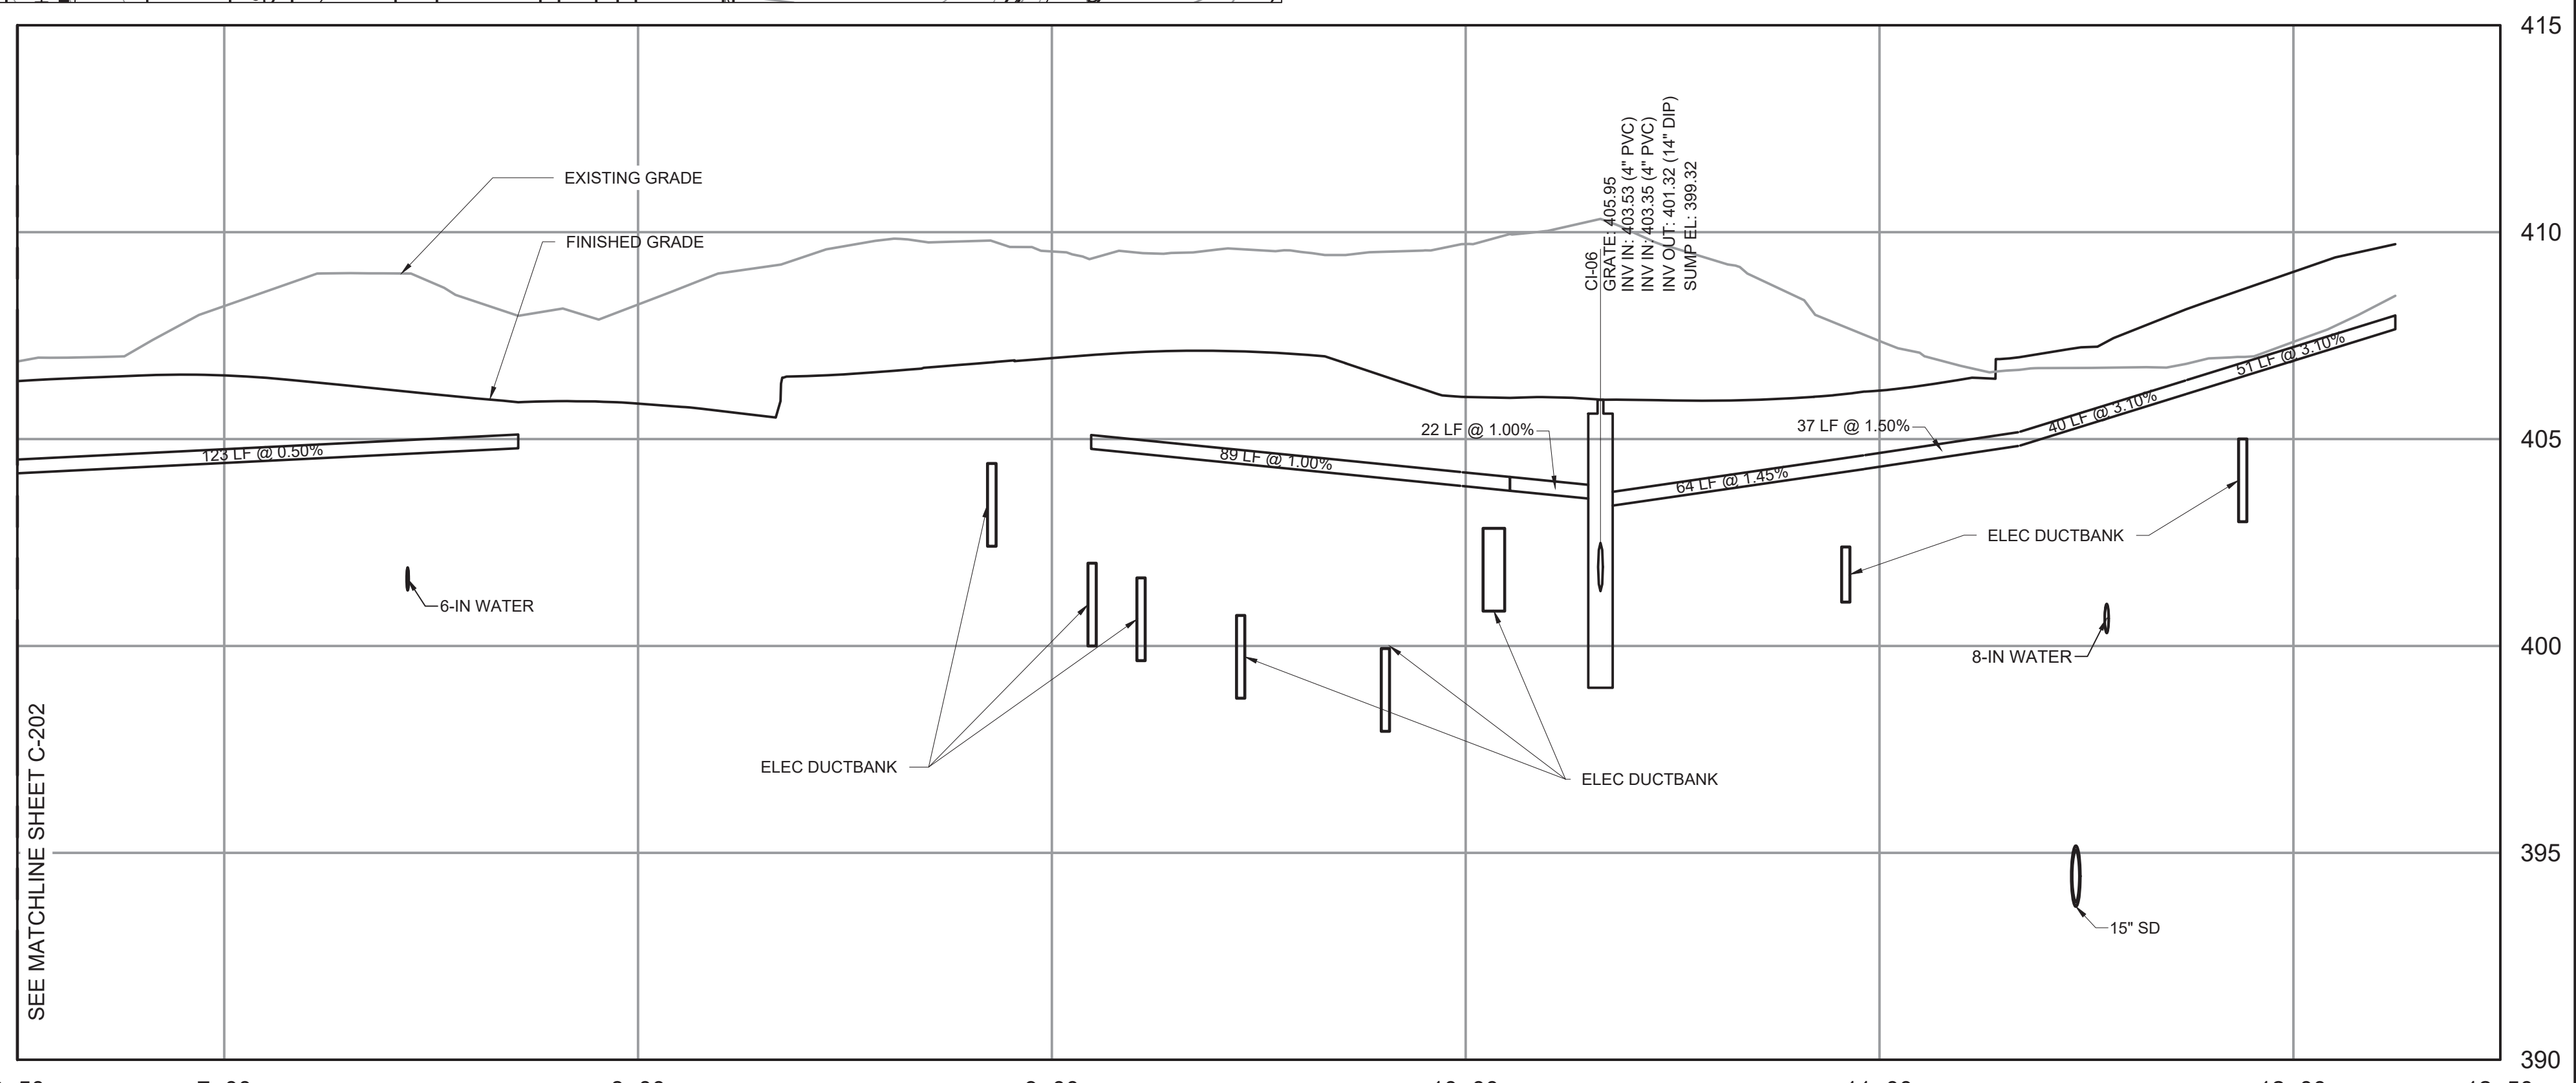 415
EXISTING GRADE
FINISHED GRADE
410
CI-06
GRATE: 405.95
INV IN: 403.53 (4" PVC)
INV IN: 403.35 (4" PVC)
INV OUT: 401.32 (14" DIP)
SUMP EL: 399.32
51 LF @ 3.10%
40 LF @ 3.10%
37 LF @ 1.50%
22 LF @ 1.00%
405
123 LF @ 0.50%
89 LF @ 1.00%
64 LF @ 1.45%
ELEC DUCTBANK
6-IN WATER
400
8-IN WATER
ELEC DUCTBANK
ELEC DUCTBANK
SEE MATCHLINE SHEET C-202
395
15" SD
390